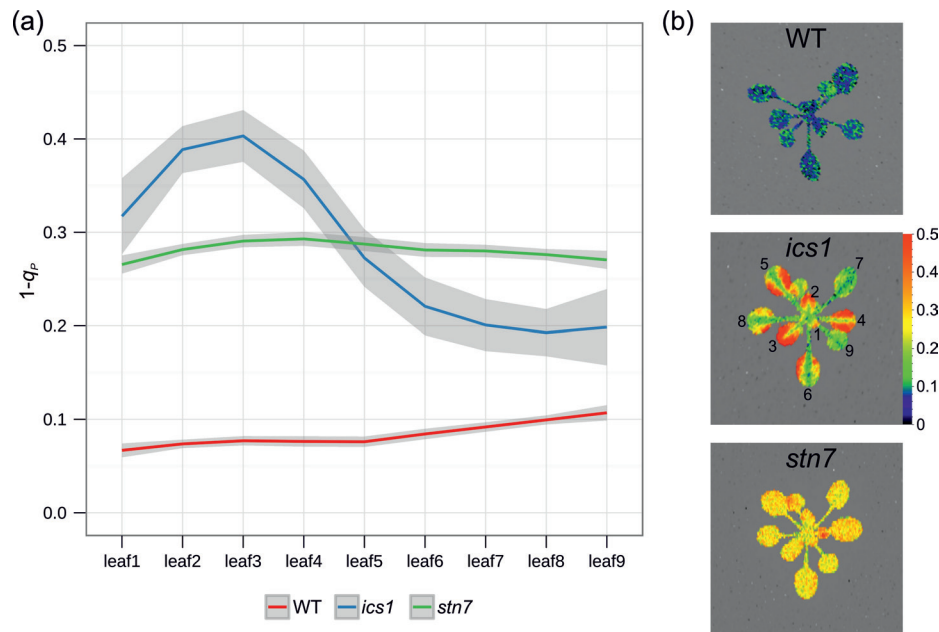 (a)
0.5
0.4
0.3
0.2
0.1
0.0
1-qP
leaf1 leaf2 leaf3 leaf4 leaf5 leaf6 leaf7 leaf8 leaf9
WT ics1 stn7
(b)
WT
ics1
5 7
2
8 4
1
3 9
6
0.5
0.4
0.3
0.2
0.1
0
stn7